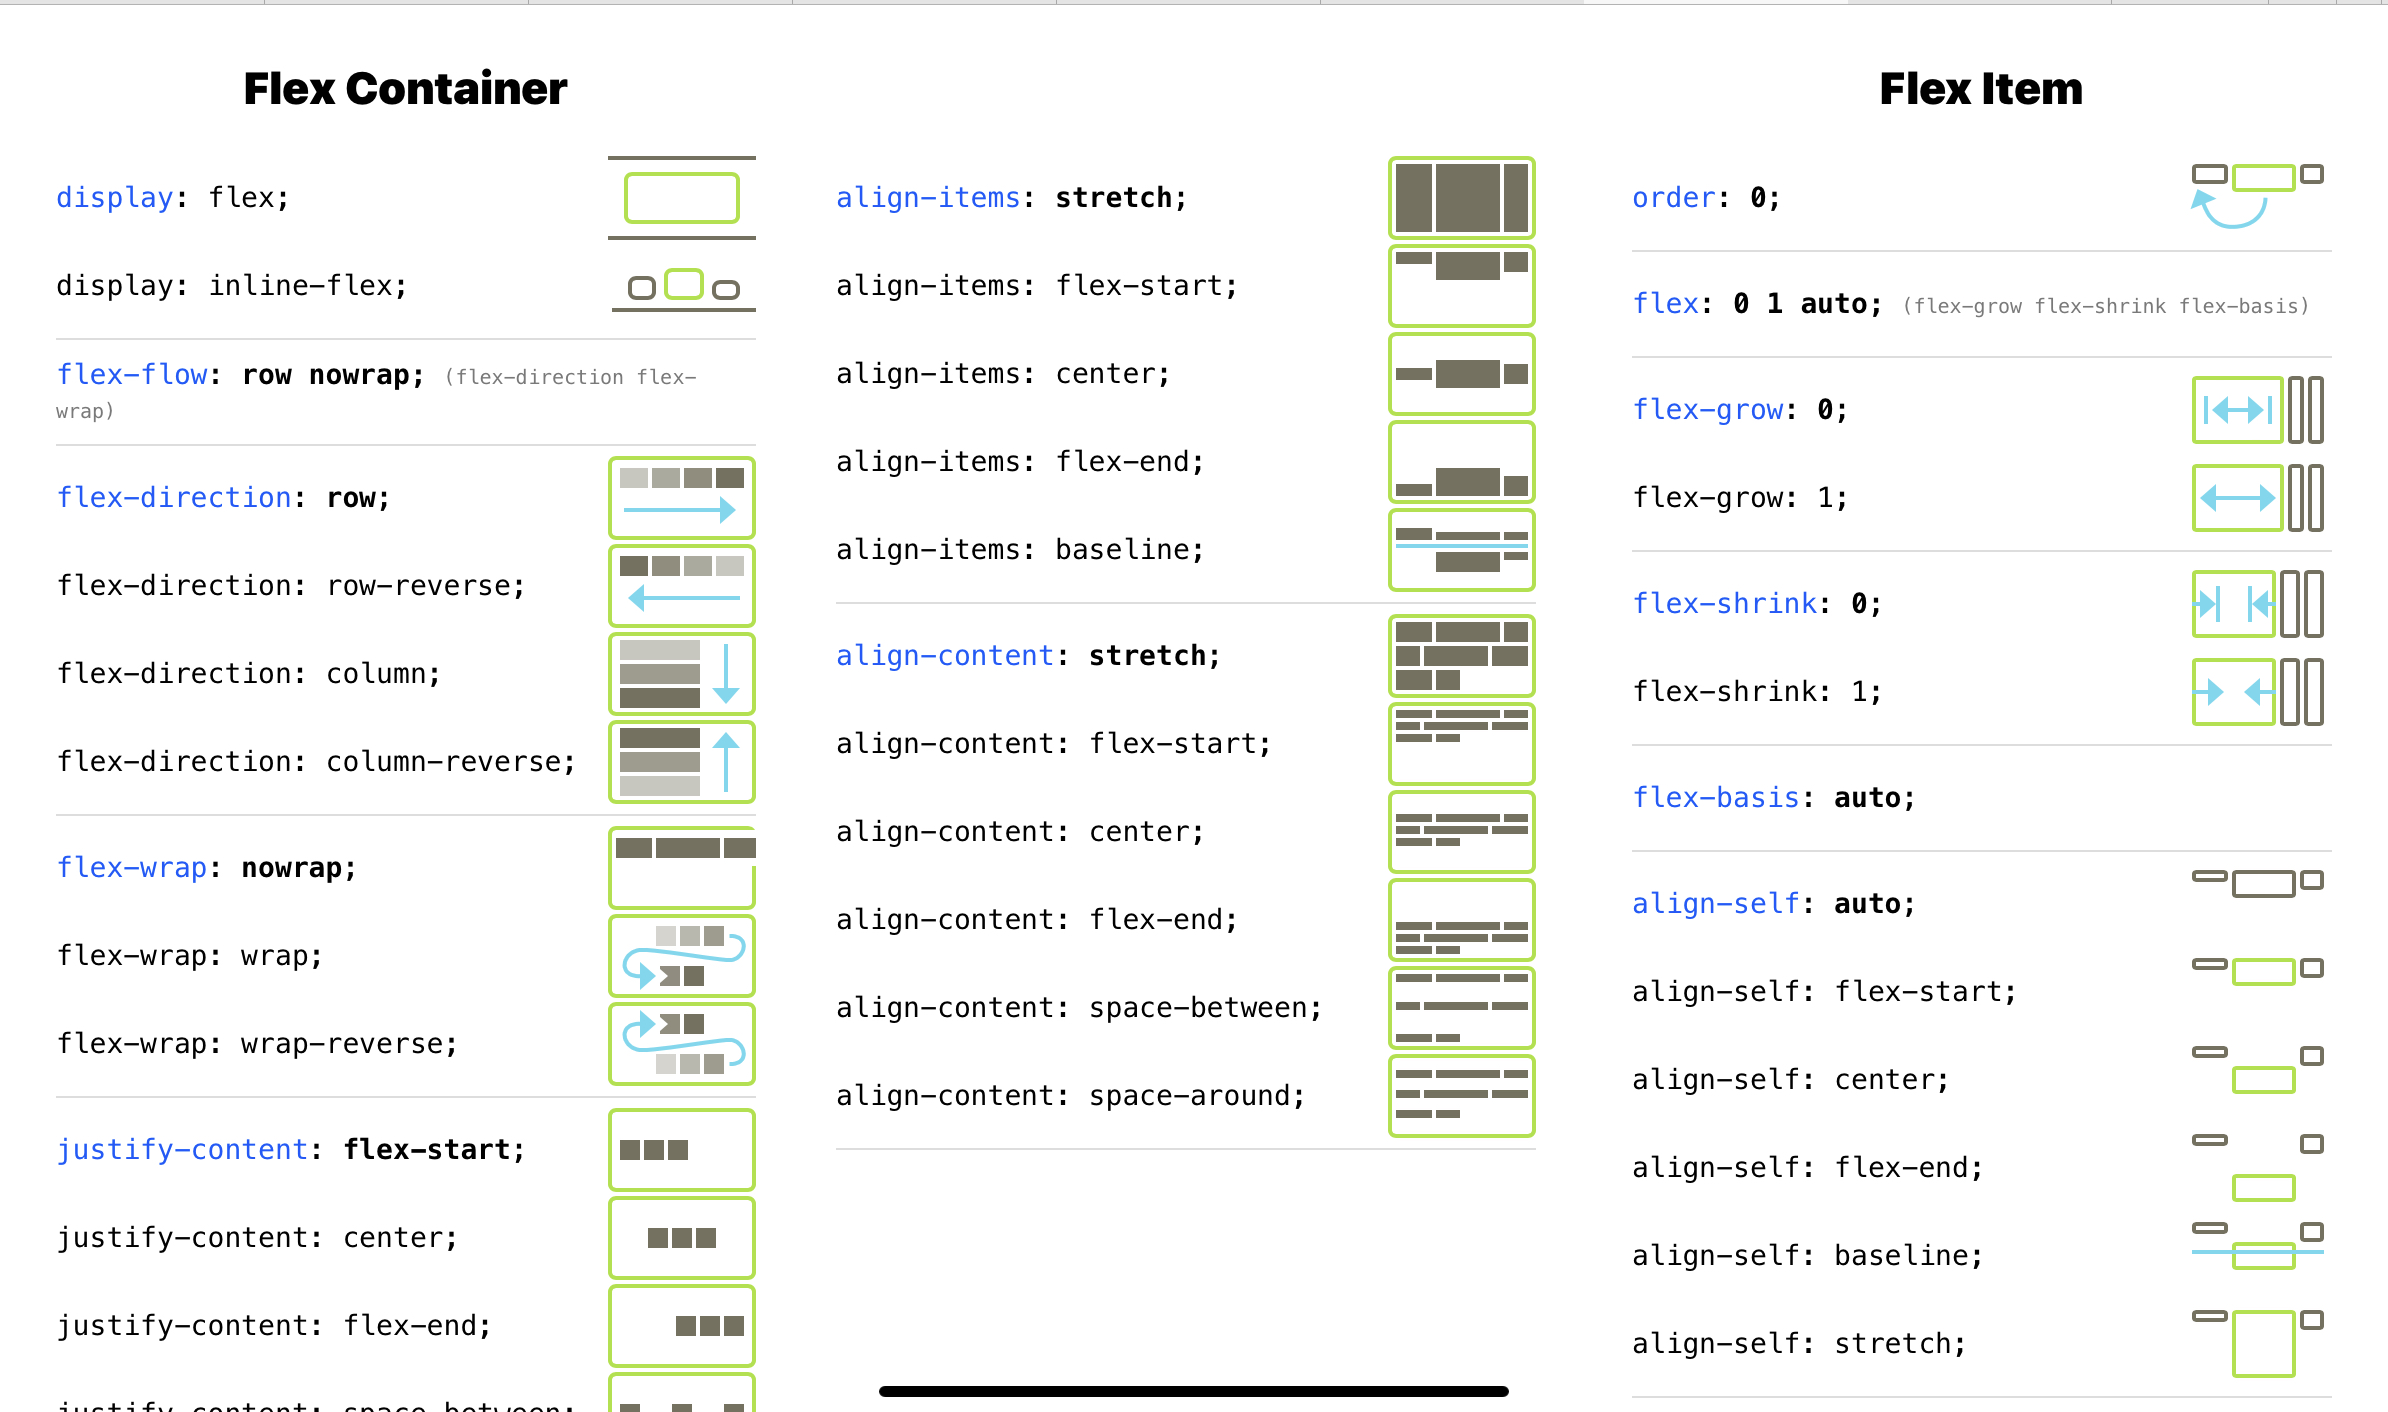 Flex Container
display: flex;
display: inline-flex;
flex-flow: row nowrap; (flex-direction flex-
wrap)
flex-direction: row;
flex-direction: row-reverse;
flex-direction: column;
flex-direction: column-reverse;
flex-wrap: nowrap;
flex-wrap: wrap;
flex-wrap: wrap-reverse;
justify-content: flex-start;
justify-content: center;
justify-content: flex-end;
justify-content: space-between;
align-items: stretch;
align-items: flex-start;
align-items: center;
align-items: flex-end;
align-items: baseline;
align-content: stretch;
align-content: flex-start;
align-content: center;
align-content: flex-end;
align-content: space-between;
align-content: space-around;
Flex Item
order: 0;
flex: 0 1 auto; (flex-grow flex-shrink flex-basis)
flex-grow: 0;
flex-grow: 1;
flex-shrink: 0;
flex-shrink: 1;
flex-basis: auto;
align-self: auto;
align-self: flex-start;
align-self: center;
align-self: flex-end;
align-self: baseline;
align-self: stretch;